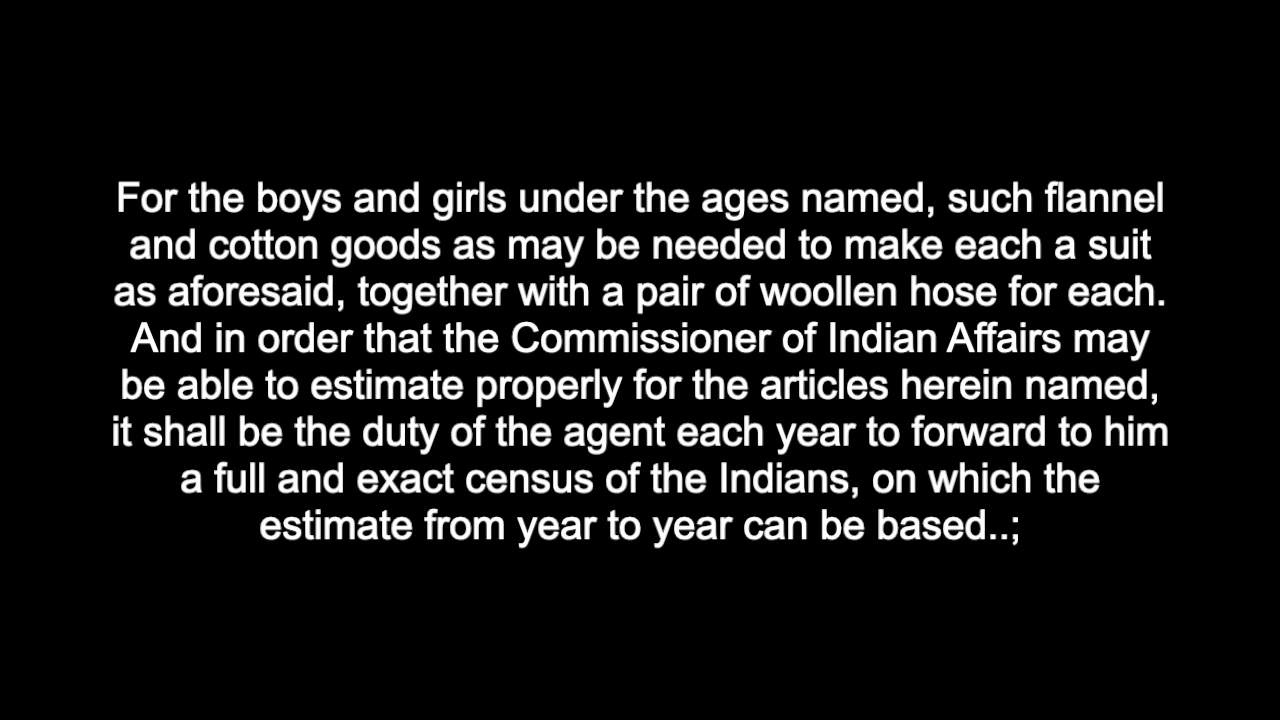 For the boys and girls under the ages named, such flannel
and cotton goods as may be needed to make each a suit
as aforesaid, together with a pair of woollen hose for each.
And in order that the Commissioner of Indian Affairs may
be able to estimate properly for the articles herein named,
it shall be the duty of the agent each year to forward to him
a full and exact census of the Indians, on which the
estimate from year to year can be based..;